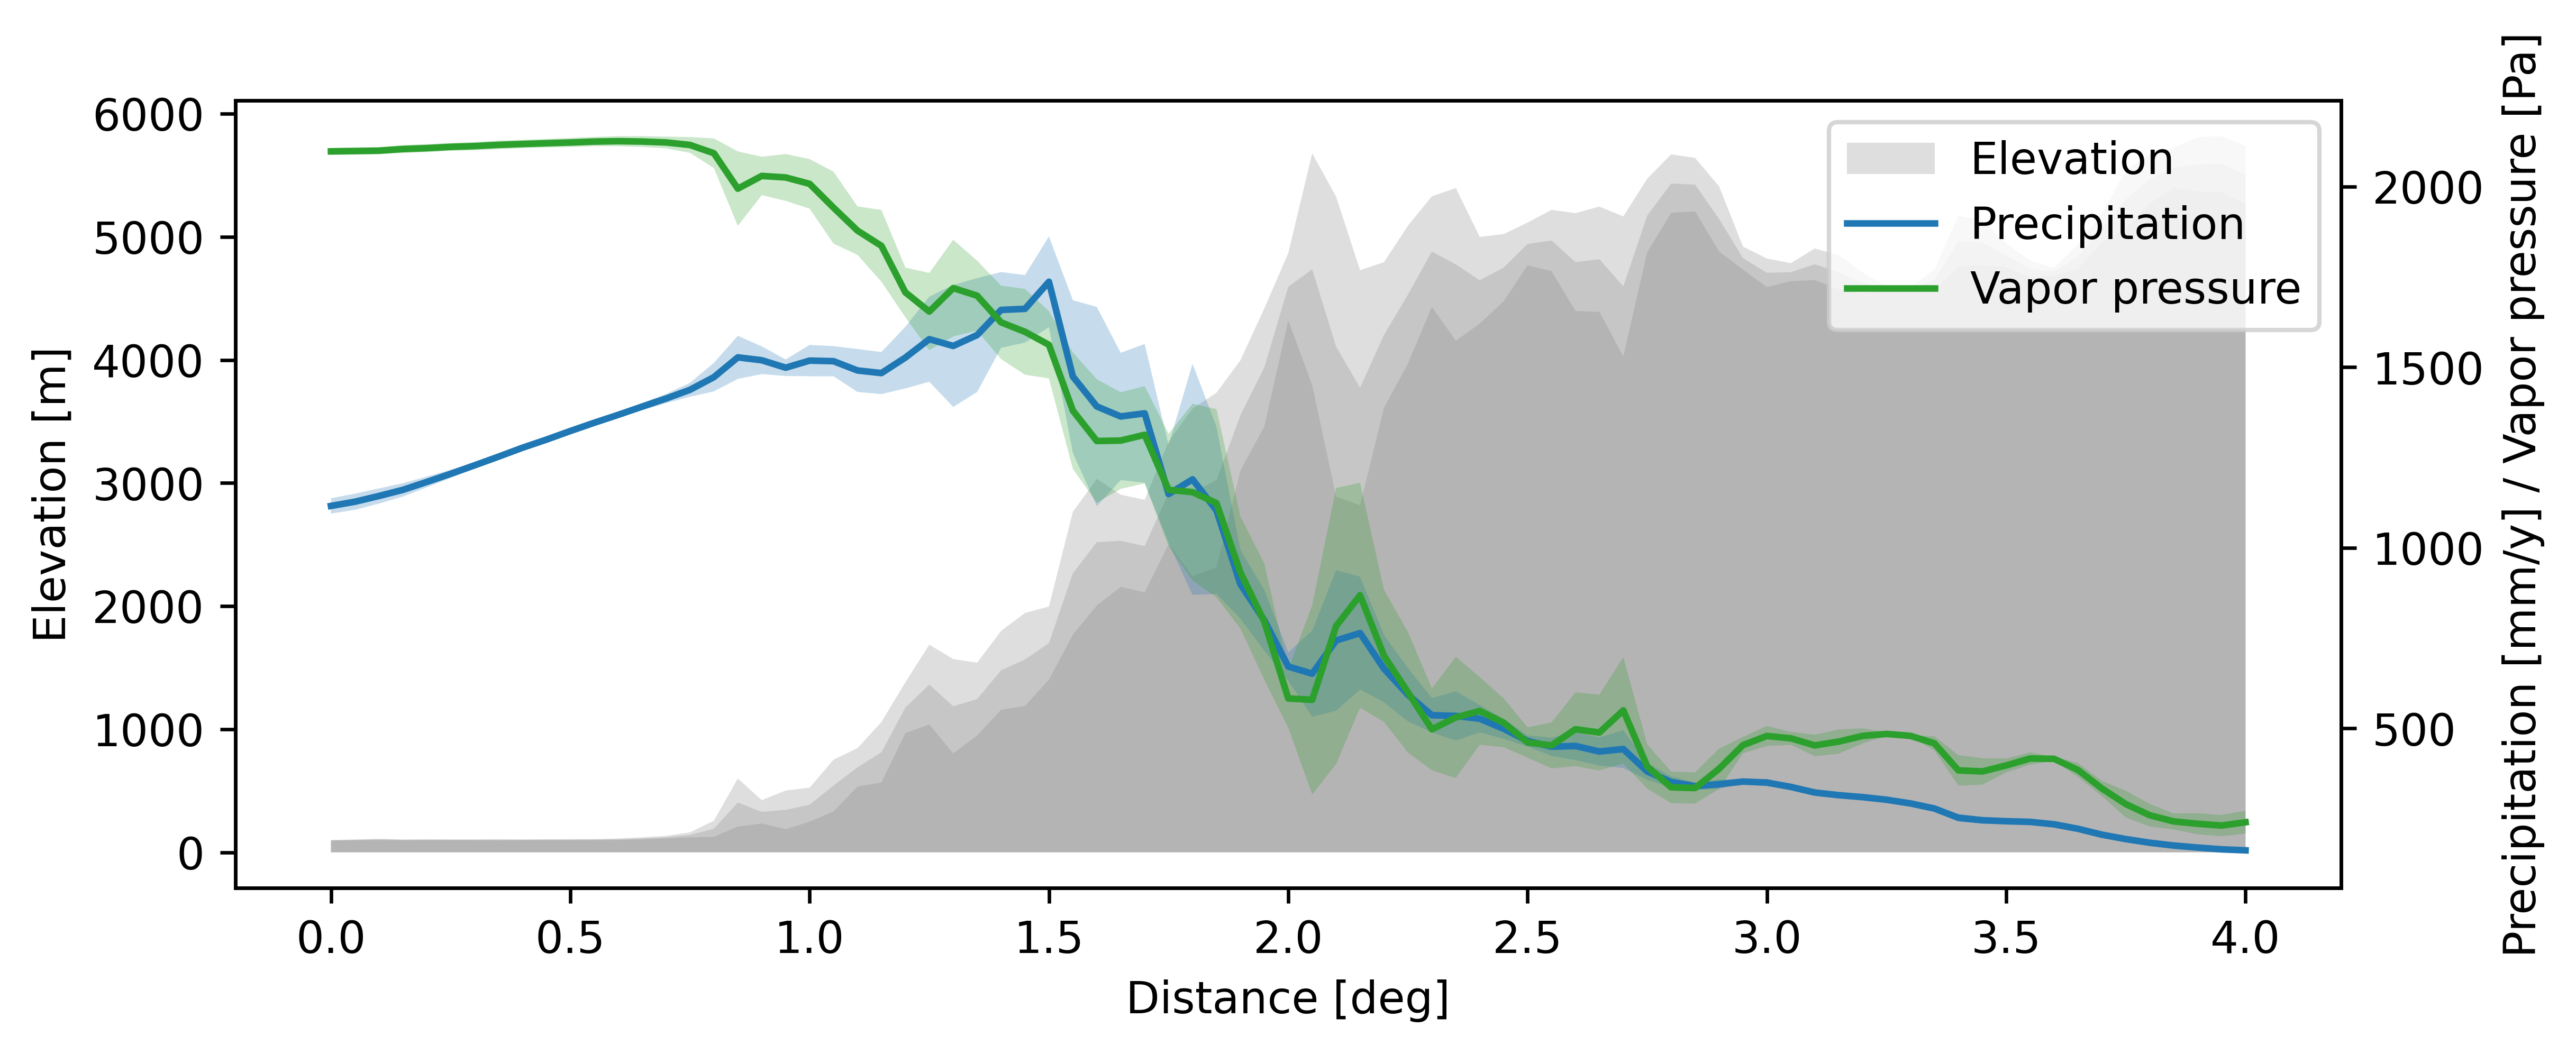 6000
5000
4000
3000
2000
1000
0
Elevation [m]
0.0 0.5 1.0 1.5 2.0 2.5 3.0 3.5 4.0
Distance [deg]
2000
1500
1000
500
Precipitation [mm/y] / Vapor pressure [Pa]
Elevation
Precipitation
Vapor pressure